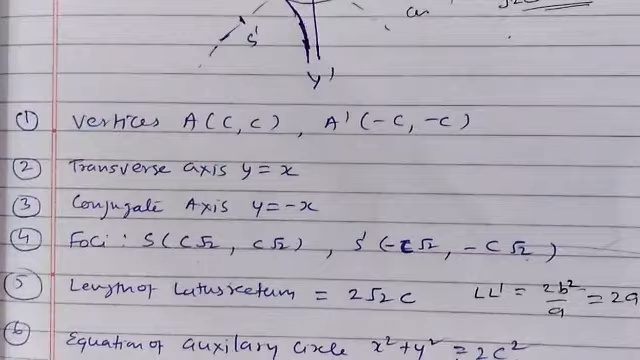 S'
y'
① Vertices A(c, c), A'(-c, -c)
② Transverse axis y = x
③ Conjugate Axis y = -x
④ Foci: S(c√2, c√2), S'(-c√2, -c√2)
⑤ Length of Latusrectum = 2√2 c LL' = 2b²/a = 2a
⑥ Equation of auxilary circle x² + y² = 2c²